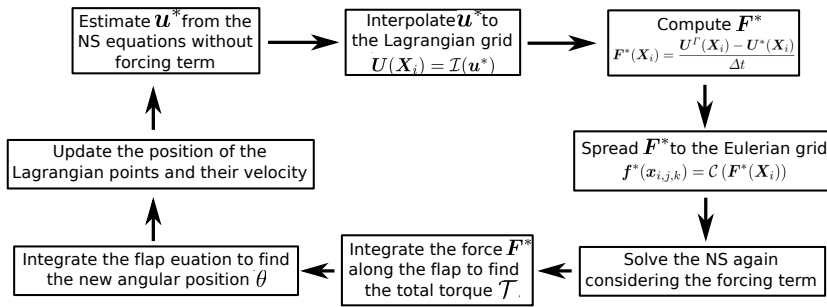 Estimate u* from the
NS equations without
forcing term
Interpolate u* to
the Lagrangian grid
U(X_i) = I(u*)
Compute F*
F*(X_i) = (U^Γ(X_i) − U*(X_i)) / Δt
Spread F* to the Eulerian grid
f*(x_{i,j,k}) = C (F*(X_i))
Solve the NS again
considering the forcing term
Integrate the force F*
along the flap to find
the total torque T.
Integrate the flap euation to find
the new angular position θ
Update the position of the
Lagrangian points and their velocity